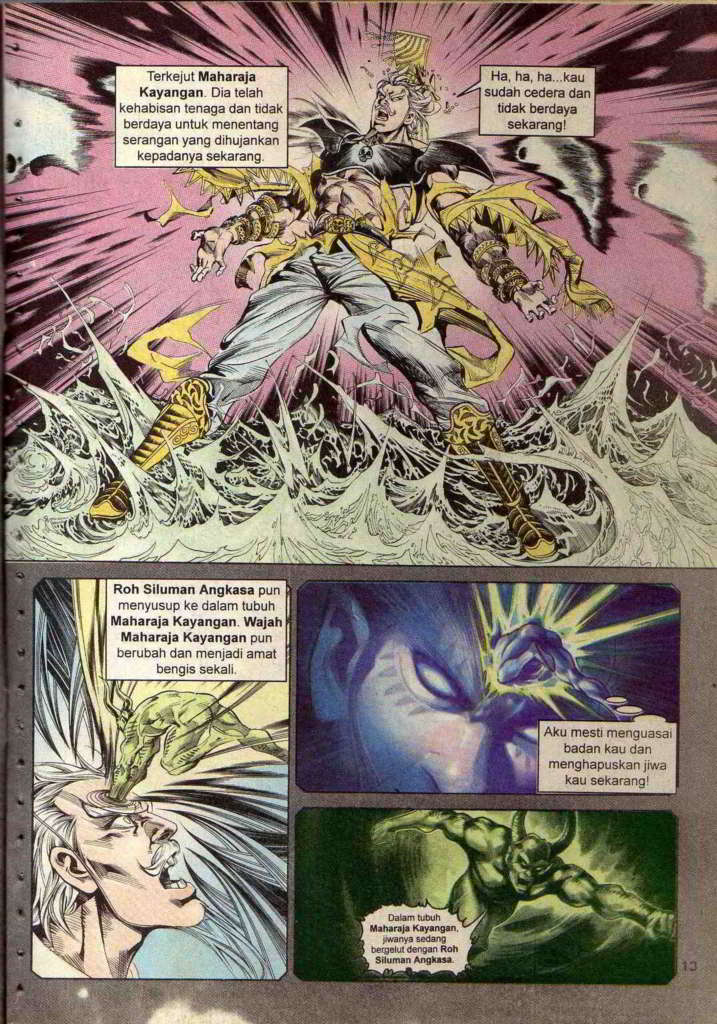 Terkejut Maharaja
Kayangan. Dia telah
kehabisan tenaga dan tidak
berdaya untuk menentang
serangan yang dihujankan
kepadanya sekarang.
Ha, ha, ha...kau
sudah cedera dan
tidak berdaya
sekarang!
Roh Siluman Angkasa pun
menyusup ke dalam tubuh
Maharaja Kayangan. Wajah
Maharaja Kayangan pun
berubah dan menjadi amat
bengis sekali.
Aku mesti menguasai
badan kau dan
menghapuskan jiwa
kau sekarang!
Dalam tubuh
Maharaja Kayangan,
jiwanya sedang
bergelut dengan Roh
Siluman Angkasa.
13